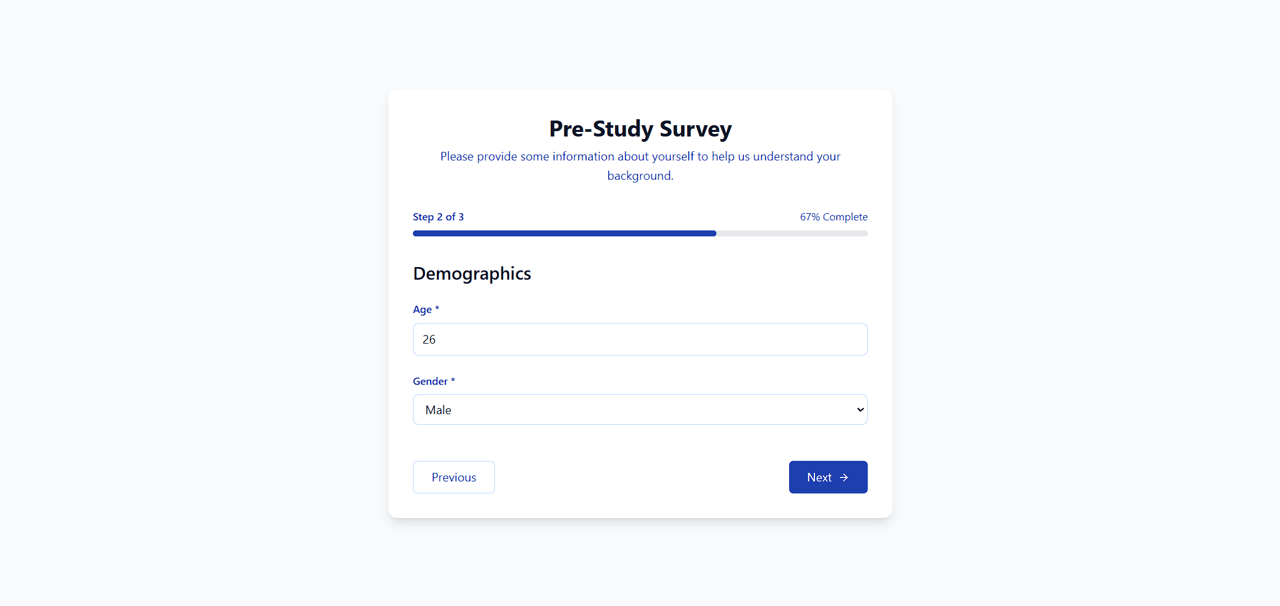 Pre-Study Survey
Please provide some information about yourself to help us understand your
background.
Step 2 of 3
67% Complete
Demographics
Age *
26
Gender *
Male
Previous
Next →